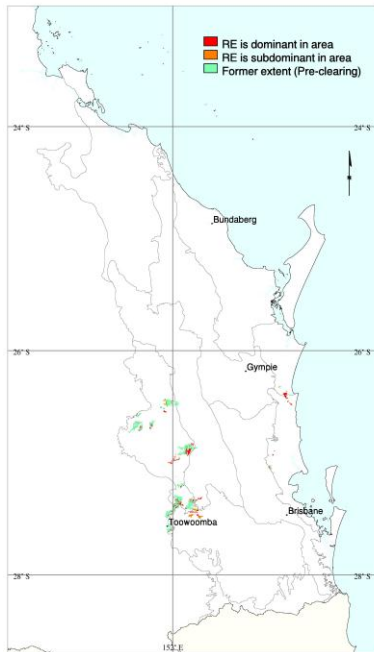 RE is dominant in area
RE is subdominant in area
Former extent (Pre-clearing)
24° S
24° S
Bundaberg
26° S
26° S
Gympie
Toowoomba
Brisbane
28° S
28° S